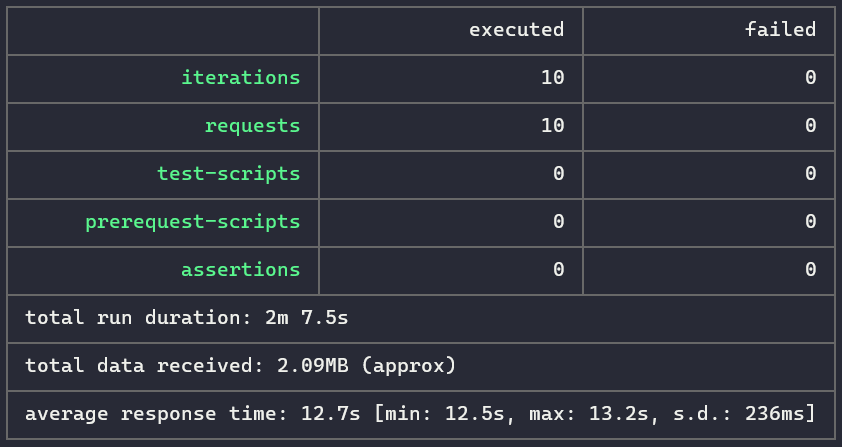 executed failed
iterations 10 0
requests 10 0
test-scripts 0 0
prerequest-scripts 0 0
assertions 0 0
total run duration: 2m 7.5s
total data received: 2.09MB (approx)
average response time: 12.7s [min: 12.5s, max: 13.2s, s.d.: 236ms]